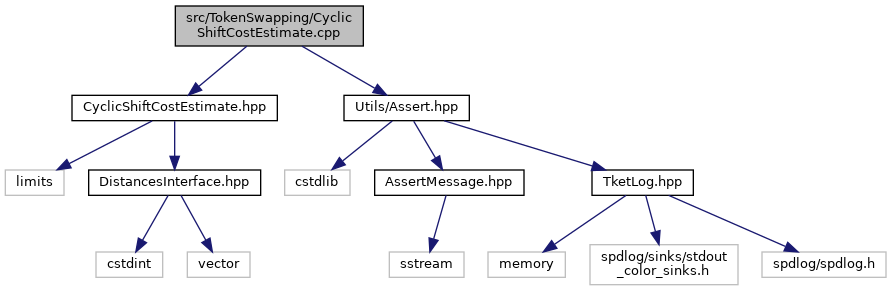 src/TokenSwapping/Cyclic
ShiftCostEstimate.cpp
CyclicShiftCostEstimate.hpp
Utils/Assert.hpp
limits
DistancesInterface.hpp
cstdlib
AssertMessage.hpp
TketLog.hpp
cstdint
vector
sstream
memory
spdlog/sinks/stdout
_color_sinks.h
spdlog/spdlog.h